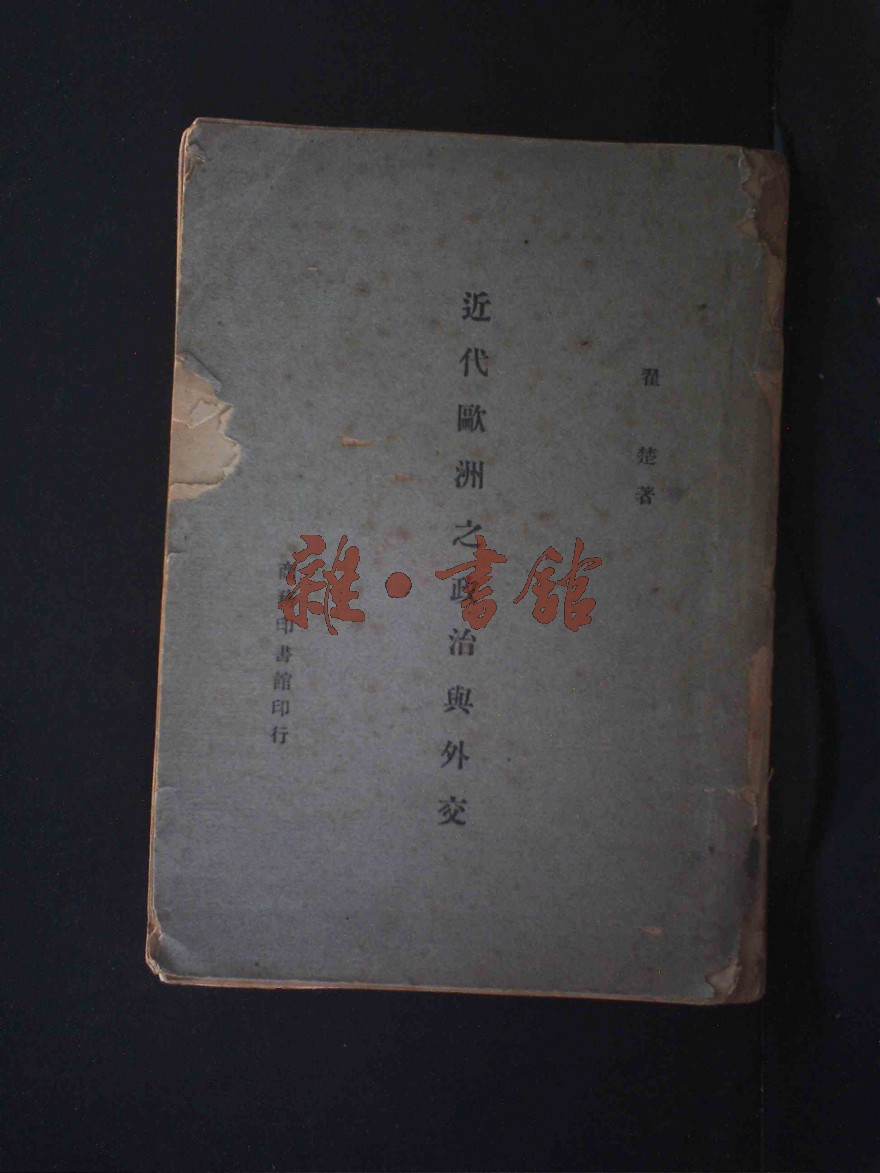 翟楚著
近代歐洲之政治與外交
商務印書館印行
雜·書館